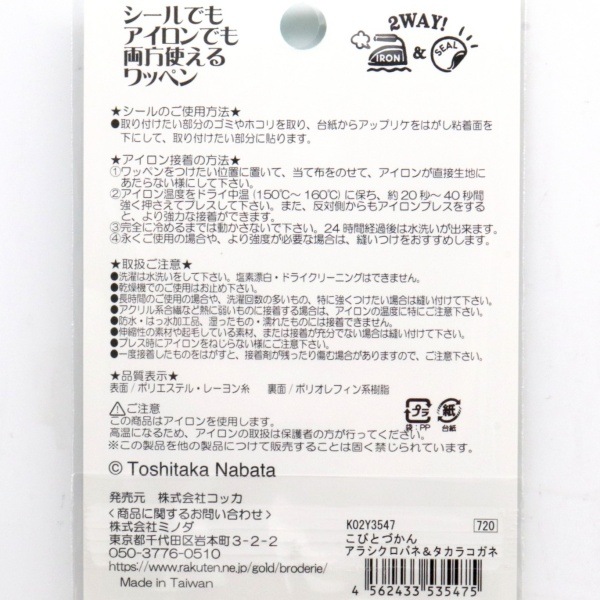 シールでも
アイロンでも
両方使える
ワッペン
2WAY!
IRON & SEAL
★シールのご使用方法★
●取り付けたい部分のゴミやホコリを取り、台紙からアップリケをはがし粘着面を
下にして、取り付けたい部分に貼ります。
★アイロン接着の方法★
①ワッペンをつけたい位置に置いて、当て布をのせて、アイロンが直接生地に
あたらない様にして下さい。
②アイロン温度をドライ中温(150℃〜160℃)に保ち、約20秒〜40秒間
強く押さえてプレスして下さい。また、反対側からもアイロンプレスをする
と、より強力な接着ができます。
③完全に冷めるまでは動かさないで下さい。24時間経過後は水洗いが出来ます。
④永くご使用の場合や、より強度が必要な場合は、縫いつけをおすすめします。
★取扱ご注意★
●洗濯は水洗いをして下さい。塩素漂白・ドライクリーニングはできません。
●乾燥機でのご使用はお止め下さい。
●長時間のご使用の場合や、洗濯回数の多いもの、特に強くつけたい場合は縫い付けて下さい。
●アクリル系合繊など熱に弱いものに接着する場合は、アイロンの温度に特にご注意下さい。
●防水・はっ水加工品、湿ったもの・濡れたものには接着できません。
●伸縮性の素材や起毛している素材、または接着が充分でない場合は縫い付けて下さい。
●プレス時にアイロンをねじらない様にご注意下さい。
●一度接着したものをはがすと、接着剤が残ったり傷む場合がありますので、ご注意下さい。
★品質表示★
表面/ポリエステル・レーヨン糸 裏面/ポリオレフィン系樹脂
⚠ご注意
この商品はアイロンを使用します。
高温になるため、アイロンの取扱は保護者の方が行ってください。
※この製品を他の製品につけて販売することは固く禁じられています。
プラ
袋:PP
紙
台紙
© Toshitaka Nabata
発売元 株式会社コッカ
〈商品に関するお問い合わせ〉
株式会社ミノダ
東京都千代田区岩本町3-2-2
050-3776-0510
https://www.rakuten.ne.jp/gold/broderie/
Made in Taiwan
K02Y3547 720
こびとづかん
アラシクロバネ&タカラコガネ
4 562433 535475